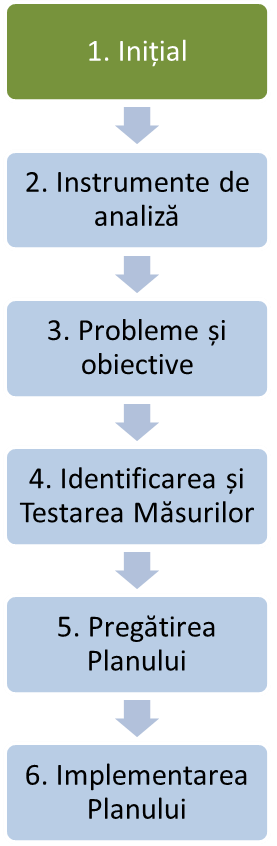 1. Inițial
2. Instrumente de
analiză
3. Probleme și
obiective
4. Identificarea și
Testarea Măsurilor
5. Pregătirea
Planului
6. Implementarea
Planului